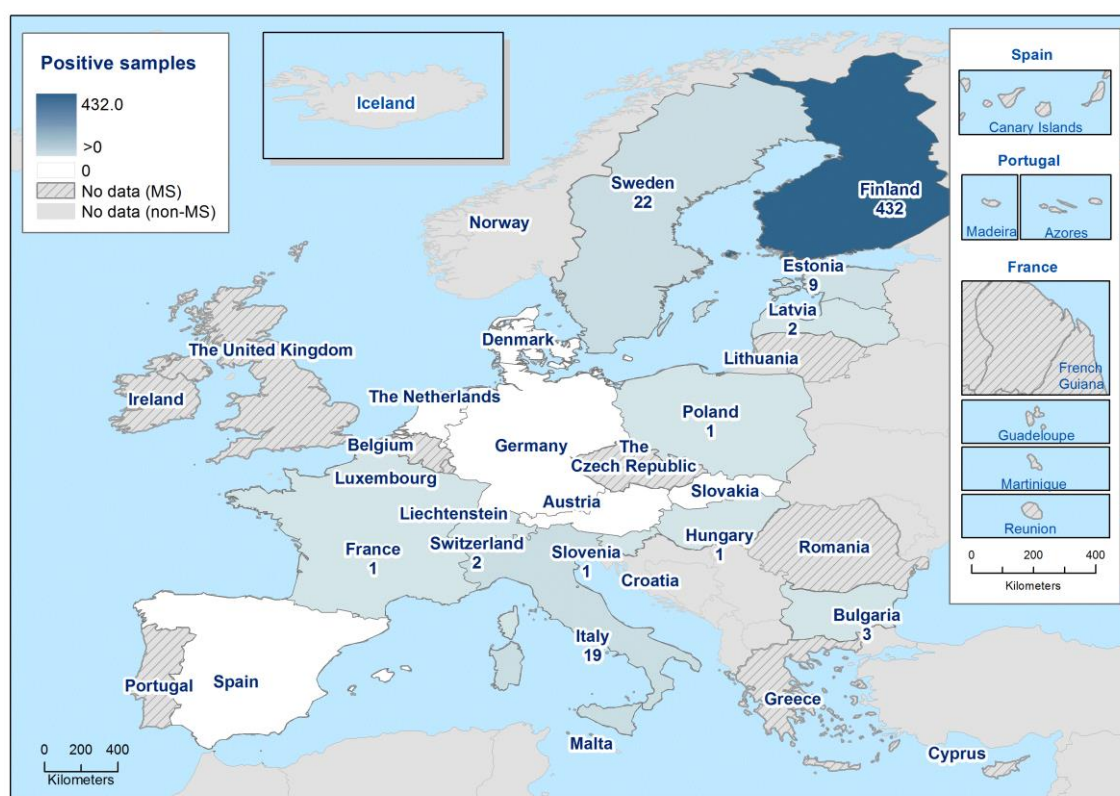 Positive samples
432.0
>0
0
No data (MS)
No data (non-MS)
Iceland
Norway
Sweden
22
Finland
432
Estonia
9
Latvia
2
Lithuania
Denmark
The United Kingdom
Ireland
The Netherlands
Belgium
Luxembourg
Germany
Poland
1
The
Czech Republic
Slovakia
Austria
Liechtenstein
Switzerland
2
France
1
Slovenia
1
Hungary
1
Romania
Croatia
Bulgaria
3
Italy
19
Portugal
Spain
Greece
Malta
Cyprus
0 200 400
Kilometers
Spain
Canary Islands
Portugal
Madeira
Azores
France
French
Guiana
Guadeloupe
Martinique
Reunion
0 200 400
Kilometers